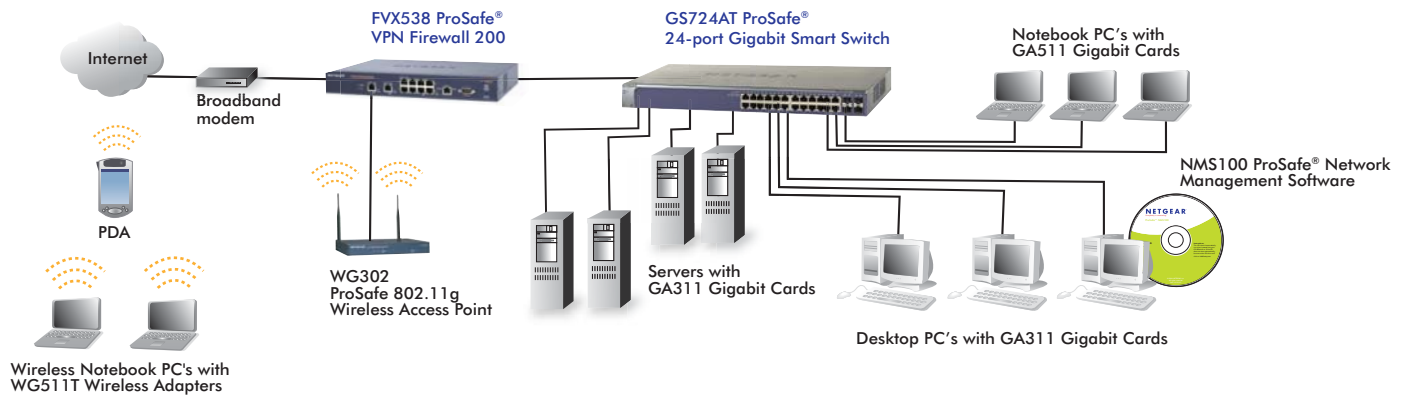 FVX538 ProSafe®
VPN Firewall 200
GS724AT ProSafe®
24-port Gigabit Smart Switch
Notebook PC's with
GA511 Gigabit Cards
Internet
Broadband
modem
NMS100 ProSafe® Network
Management Software
NETGEAR
PDA
WG302
ProSafe 802.11g
Wireless Access Point
Servers with
GA311 Gigabit Cards
Desktop PC’s with GA311 Gigabit Cards
Wireless Notebook PC's with
WG511T Wireless Adapters